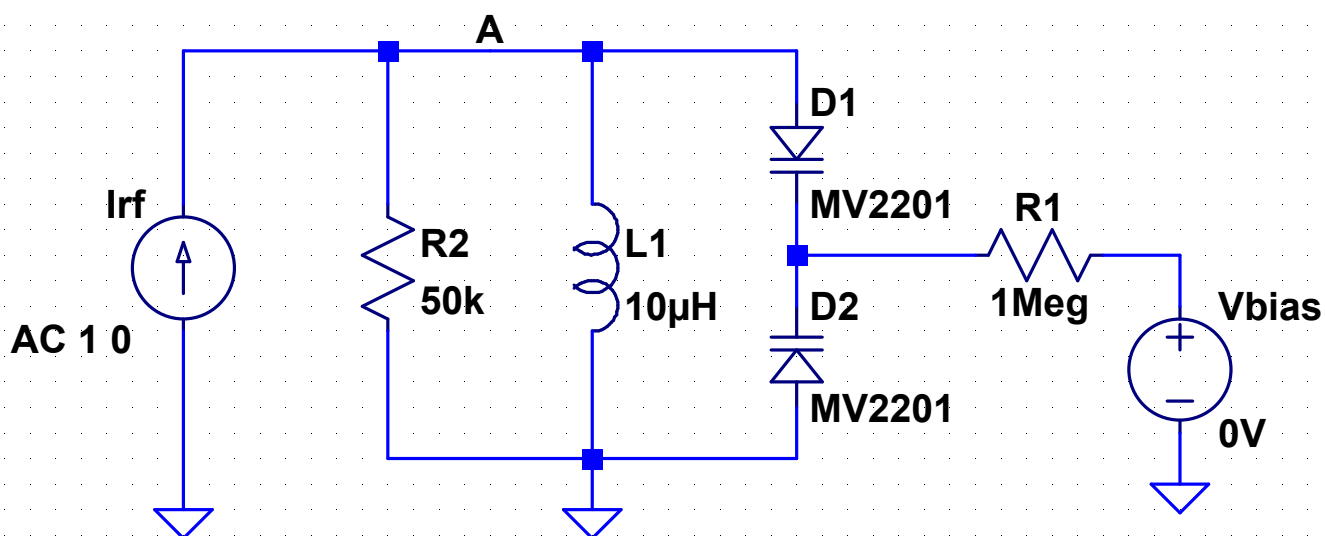 A
D1
Irf
MV2201
R1
R2
L1
50k
10µH
D2
1Meg
Vbias
AC 1 0
+
−
MV2201
0V